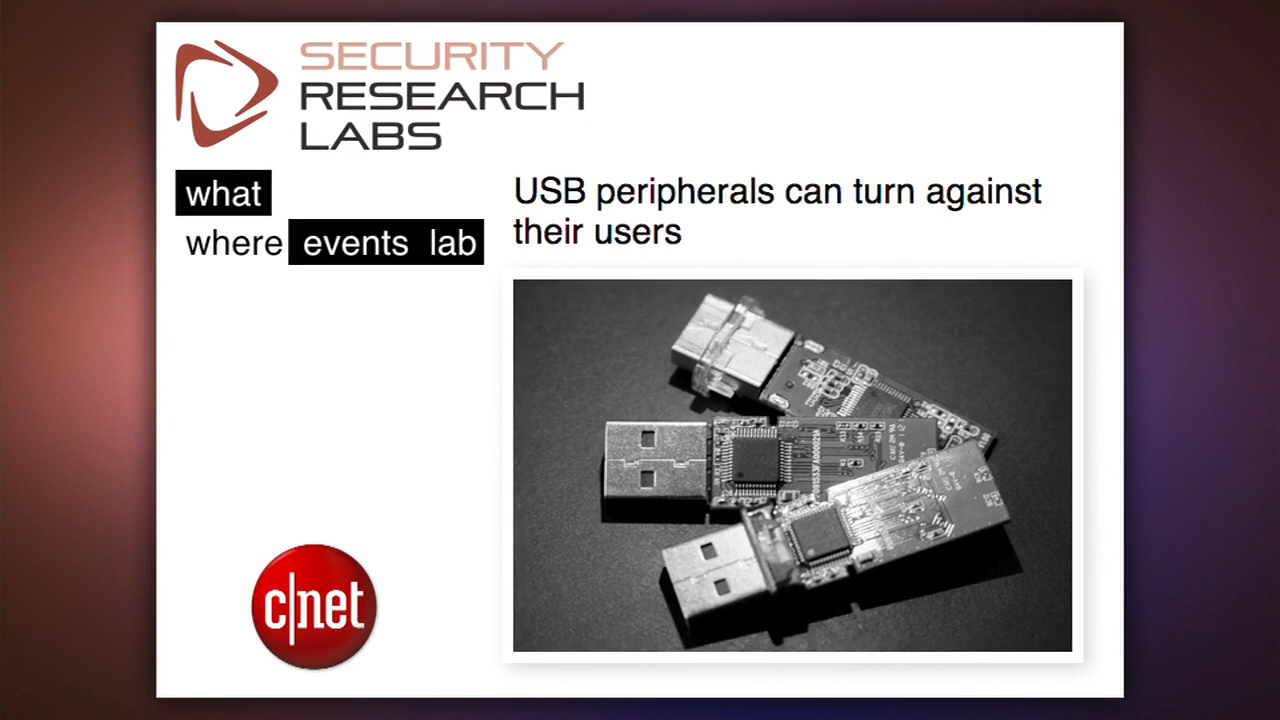 SECURITY
RESEARCH
LABS
what
where events lab
USB peripherals can turn against
their users
c|net